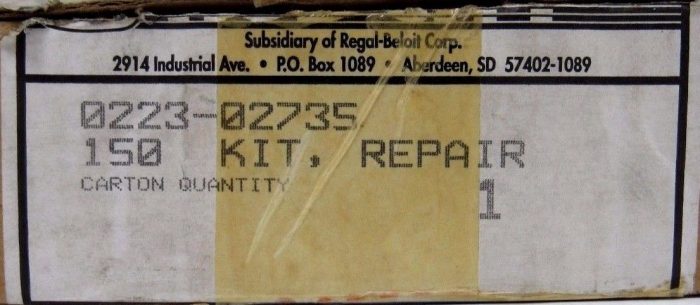 Subsidiary of Regal-Beloit Corp.
2914 Industrial Ave. • P.O. Box 1089 • Aberdeen, SD 57402-1089
0223-02735
150 KIT, REPAIR
CARTON QUANTITY 1